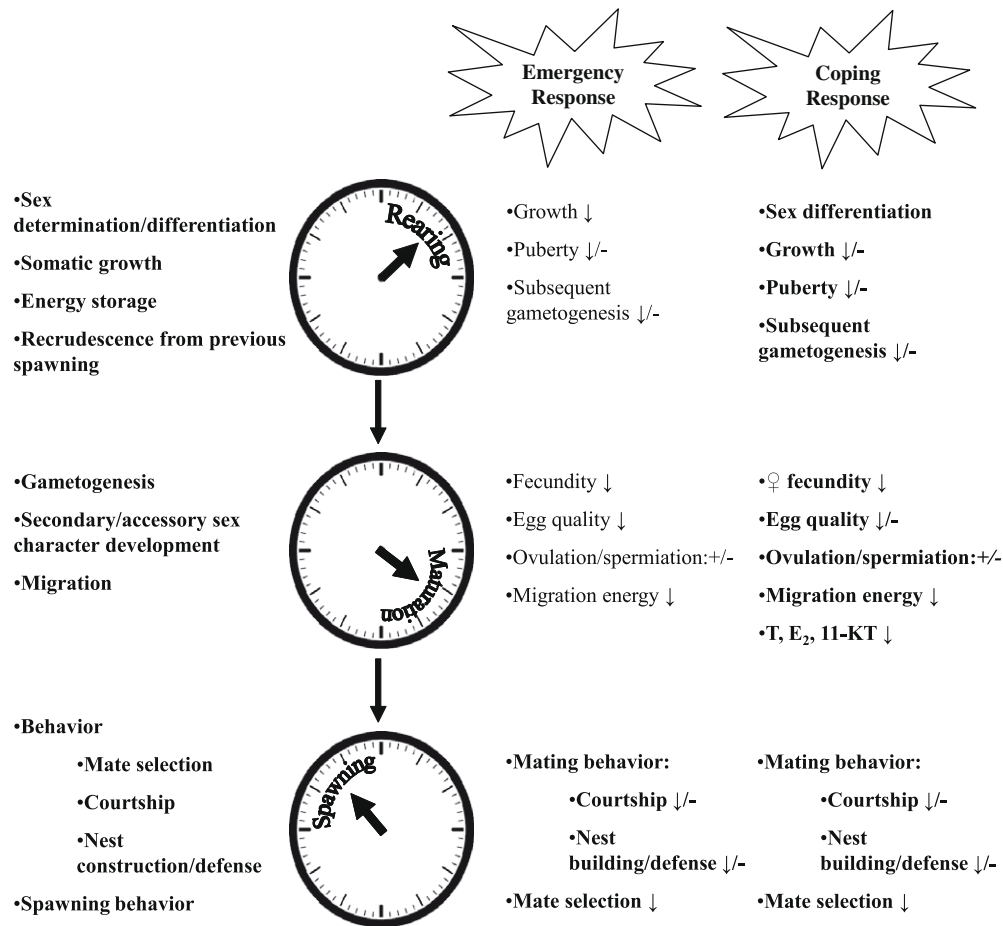 Emergency
Response
Coping
Response
•Sex
determination/differentiation
•Somatic growth
•Energy storage
•Recrudescence from previous
spawning
Rearing
•Growth ↓
•Puberty ↓/-
•Subsequent
gametogenesis ↓/-
•Sex differentiation
•Growth ↓/-
•Puberty ↓/-
•Subsequent
gametogenesis ↓/-
•Gametogenesis
•Secondary/accessory sex
character development
•Migration
Maturation
•Fecundity ↓
•Egg quality ↓
•Ovulation/spermiation:+/-
•Migration energy ↓
•♀ fecundity ↓
•Egg quality ↓/-
•Ovulation/spermiation:+/-
•Migration energy ↓
•T, E₂, 11-KT ↓
•Behavior
•Mate selection
•Courtship
•Nest
construction/defense
•Spawning behavior
Spawning
•Mating behavior:
•Courtship ↓/-
•Nest
building/defense ↓/-
•Mate selection ↓
•Mating behavior:
•Courtship ↓/-
•Nest
building/defense ↓/-
•Mate selection ↓